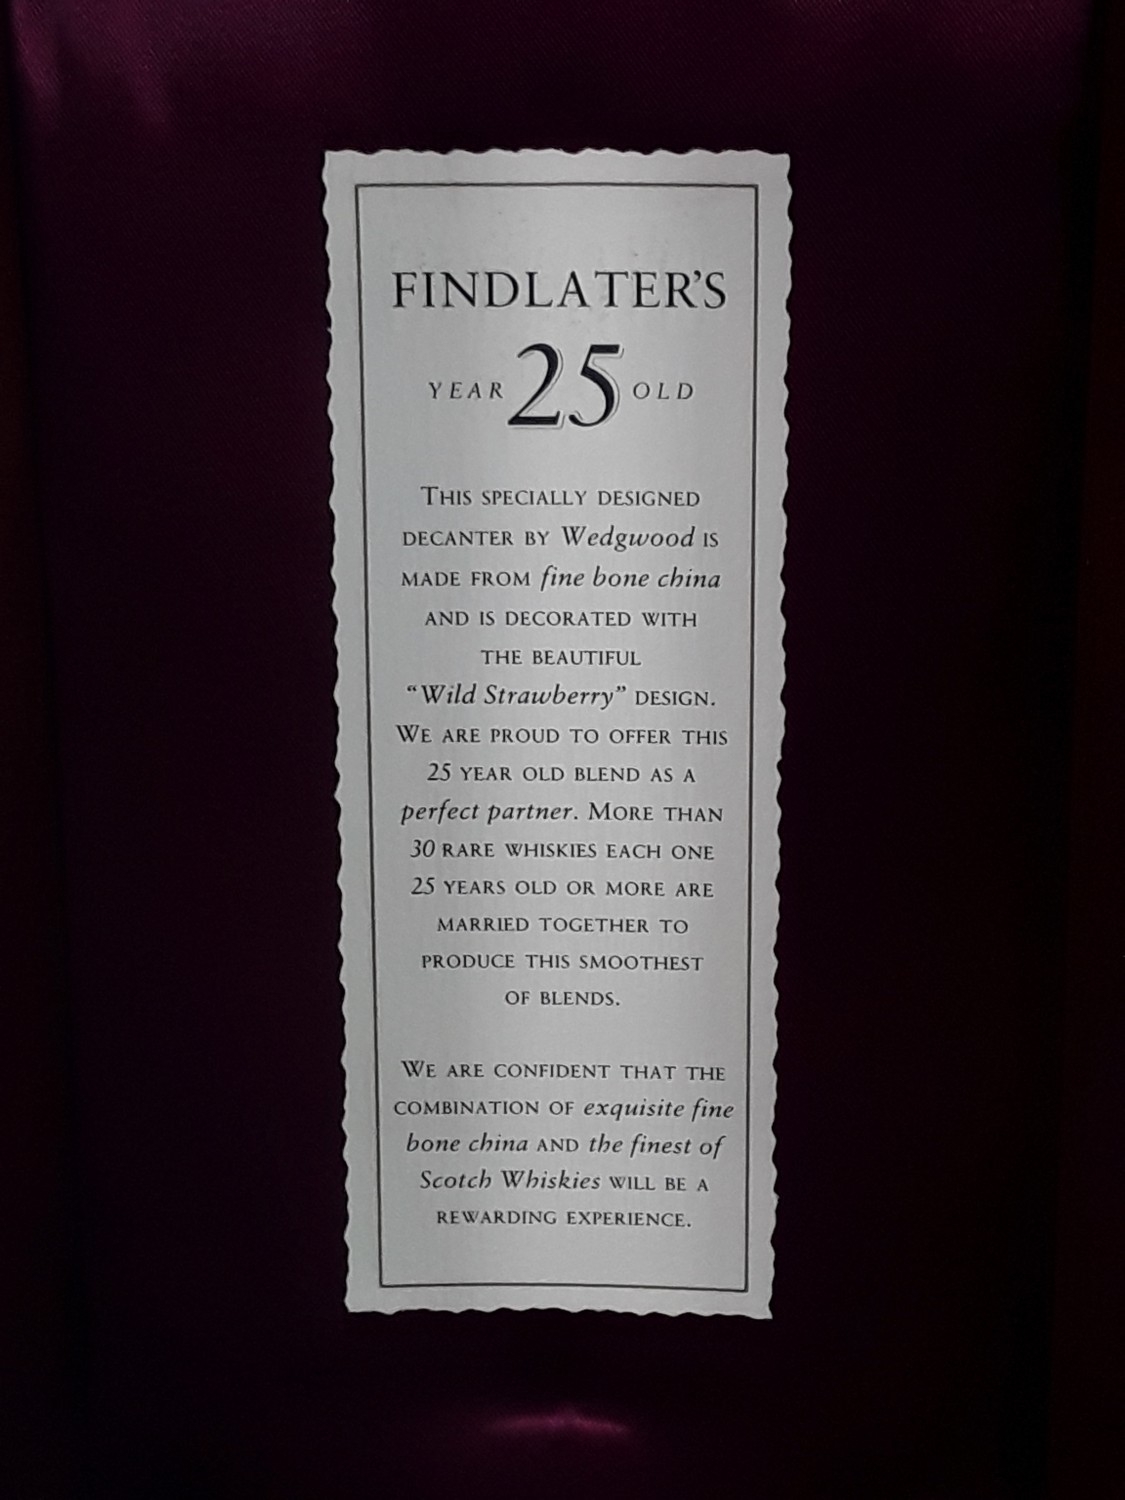 FINDLATER'S
YEAR 25 OLD
THIS SPECIALLY DESIGNED
DECANTER BY Wedgwood IS
MADE FROM fine bone china
AND IS DECORATED WITH
THE BEAUTIFUL
“Wild Strawberry” DESIGN.
WE ARE PROUD TO OFFER THIS
25 YEAR OLD BLEND AS A
perfect partner. MORE THAN
30 RARE WHISKIES EACH ONE
25 YEARS OLD OR MORE ARE
MARRIED TOGETHER TO
PRODUCE THIS SMOOTHEST
OF BLENDS.
WE ARE CONFIDENT THAT THE
COMBINATION OF exquisite fine
bone china AND the finest of
Scotch Whiskies WILL BE A
REWARDING EXPERIENCE.